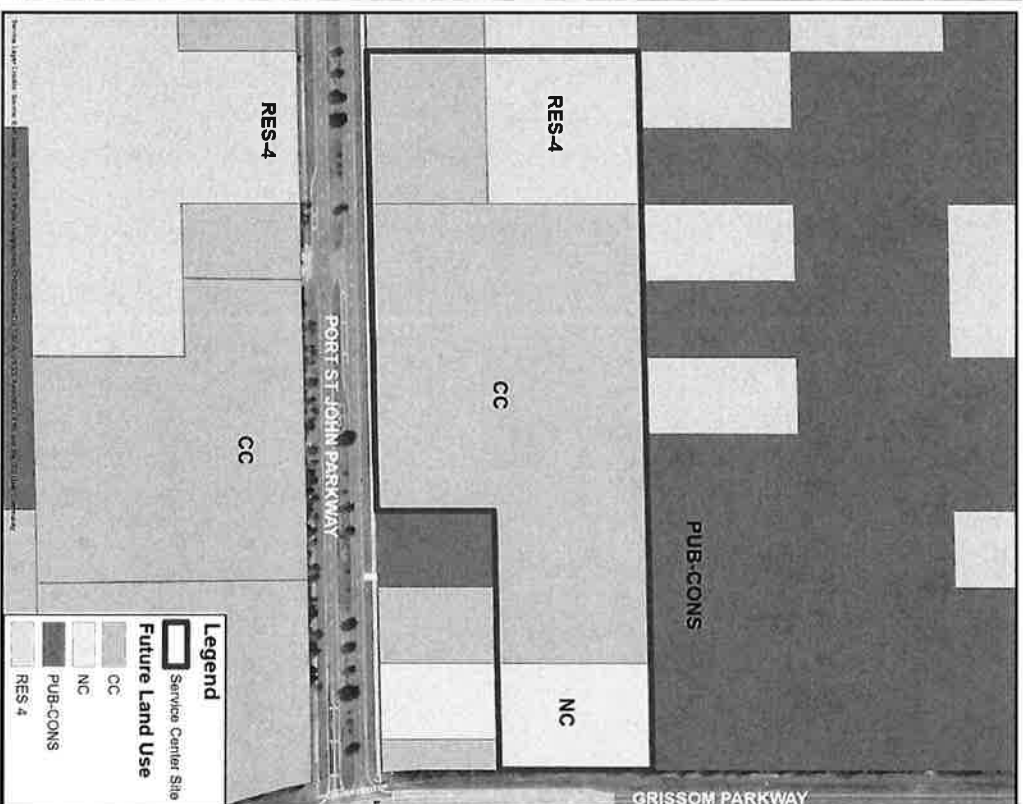 RES-4
RES-4
CC
PUB-CONS
NC
PORT ST JOHN PARKWAY
CC
GRISSOM PARKWAY
Legend
Service Center Site
Future Land Use
CC
NC
PUB-CONS
RES 4